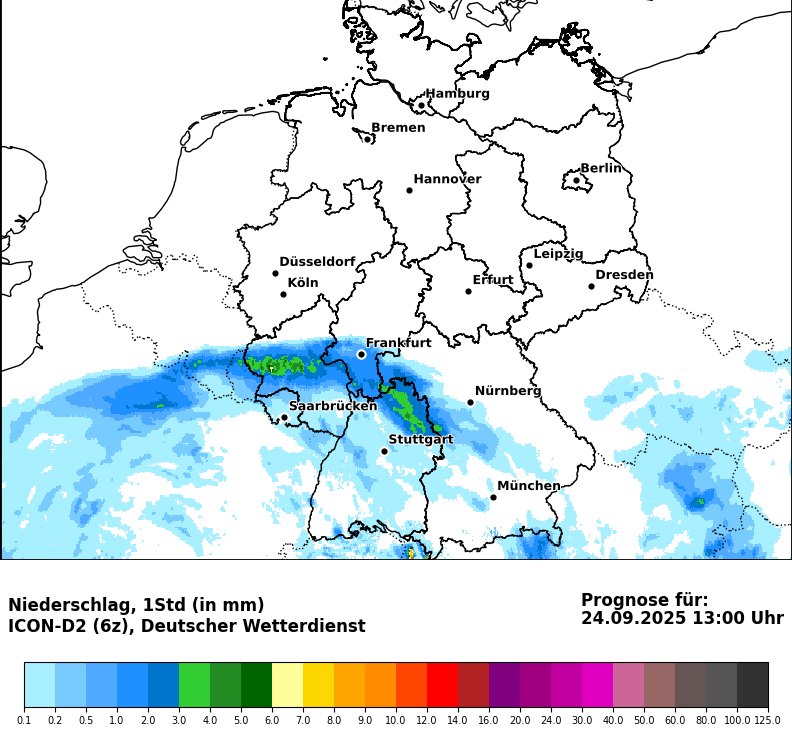 Hamburg
Bremen
Berlin
Hannover
Leipzig
Düsseldorf
Dresden
Köln
Erfurt
Frankfurt
Nürnberg
Saarbrücken
Stuttgart
München
Niederschlag, 1Std (in mm)
ICON-D2 (6z), Deutscher Wetterdienst
Prognose für:
24.09.2025 13:00 Uhr
0.1 0.2 0.5 1.0 2.0 3.0 4.0 5.0 6.0 7.0 8.0 9.0 10.0 12.0 14.0 16.0 20.0 24.0 30.0 40.0 50.0 60.0 80.0 100.0 125.0